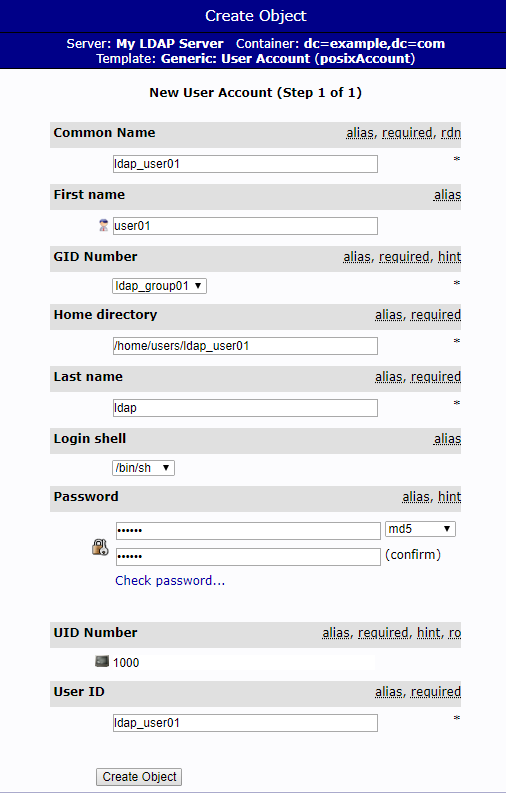 Create Object
Server: My LDAP Server Container: dc=example,dc=com
Template: Generic: User Account (posixAccount)
New User Account (Step 1 of 1)
Common Name alias, required, rdn
ldap_user01 *
First name alias
user01
GID Number alias, required, hint
ldap_group01 ▼ *
Home directory alias, required
/home/users/ldap_user01 *
Last name alias, required
ldap *
Login shell alias
/bin/sh ▼
Password alias, hint
•••••• md5 ▼
•••••• (confirm)
Check password...
UID Number alias, required, hint, ro
1000
User ID alias, required
ldap_user01 *
Create Object